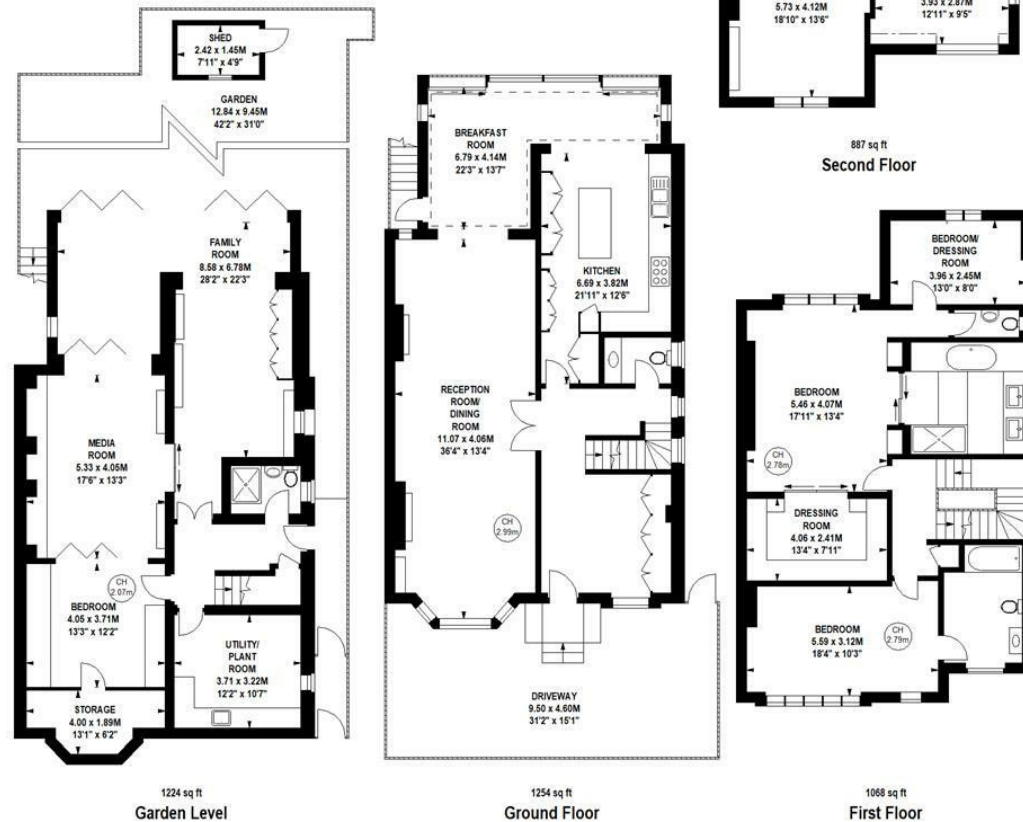 SHED
2.42 x 1.45M
7'11" x 4'9"
GARDEN
12.84 x 9.45M
42'2" x 31'0"
FAMILY
ROOM
8.58 x 6.78M
28'2" x 22'3"
MEDIA
ROOM
5.33 x 4.05M
17'6" x 13'3"
CH
2.07m
BEDROOM
4.05 x 3.71M
13'3" x 12'2"
UTILITY/
PLANT
ROOM
3.71 x 3.22M
12'2" x 10'7"
STORAGE
4.00 x 1.89M
13'1" x 6'2"
1224 sq ft
Garden Level
BREAKFAST
ROOM
6.79 x 4.14M
22'3" x 13'7"
KITCHEN
6.69 x 3.82M
21'11" x 12'6"
RECEPTION
ROOM/
DINING
ROOM
11.07 x 4.06M
36'4" x 13'4"
CH
2.99m
DRIVEWAY
9.50 x 4.60M
31'2" x 15'1"
1254 sq ft
Ground Floor
5.73 x 4.12M
18'10" x 13'6"
3.93 x 2.87M
12'11" x 9'5"
887 sq ft
Second Floor
BEDROOM/
DRESSING
ROOM
3.96 x 2.45M
13'0" x 8'0"
BEDROOM
5.46 x 4.07M
17'11" x 13'4"
CH
2.78m
DRESSING
ROOM
4.06 x 2.41M
13'4" x 7'11"
BEDROOM
5.59 x 3.12M
18'4" x 10'3"
CH
2.79m
1068 sq ft
First Floor